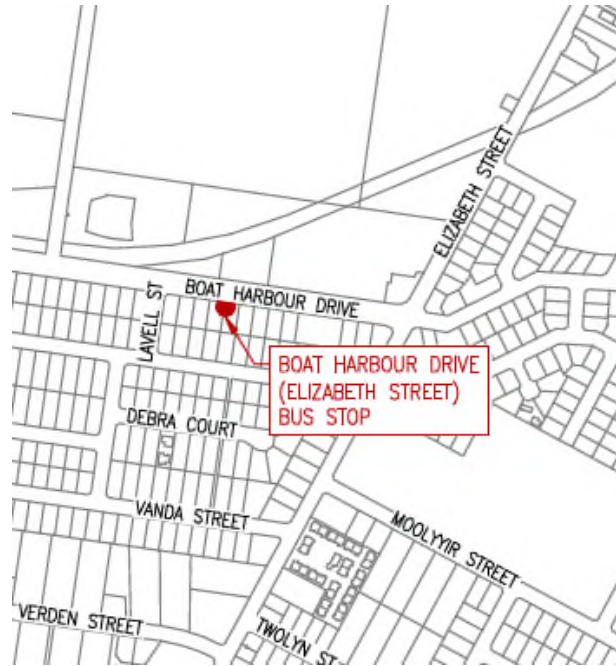 ELIZABETH STREET
BOAT HARBOUR DRIVE
LAVELL ST
BOAT HARBOUR DRIVE
(ELIZABETH STREET)
BUS STOP
DEBRA COURT
VANDA STREET
MOOLYYIR STREET
VERDEN STREET
TWOLYN ST